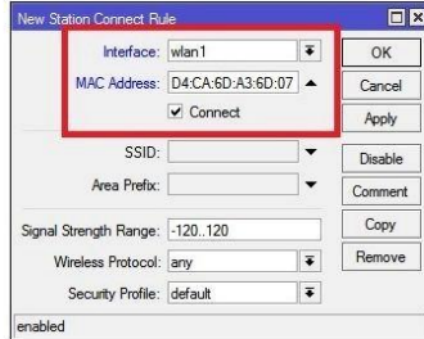 New Station Connect Rule
Interface: wlan1 OK
MAC Address: D4:CA:6D:A3:6D:07 Cancel
Connect Apply
SSID: Disable
Area Prefix: Comment
Signal Strength Range: -120..120 Copy
Wireless Protocol: any Remove
Security Profile: default
enabled